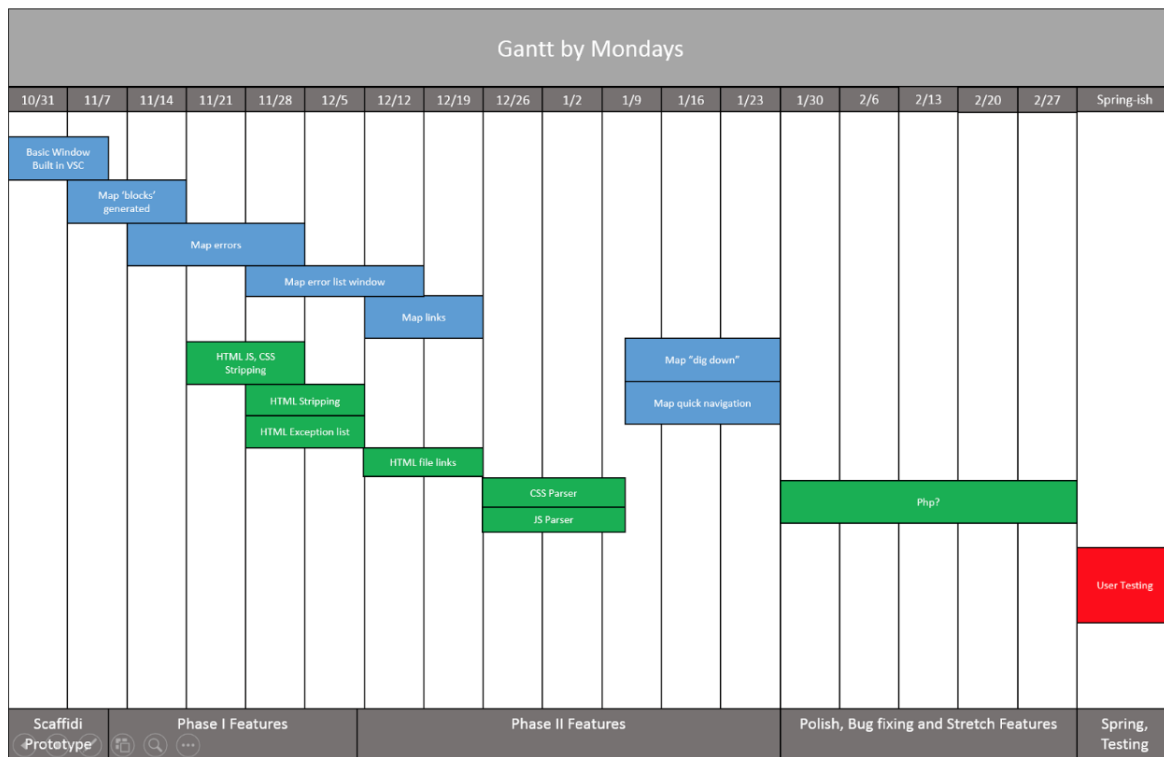 Gantt by Mondays
10/31 11/7 11/14 11/21 11/28 12/5 12/12 12/19 12/26 1/2 1/9 1/16 1/23 1/30 2/6 2/13 2/20 2/27 Spring-ish
Basic Window
Built in VSC
Map ‘blocks’
generated
Map errors
Map error list window
Map links
HTML JS, CSS
Stripping
Map “dig down”
HTML Stripping
Map quick navigation
HTML Exception list
HTML file links
CSS Parser
Php?
JS Parser
User Testing
Scaffidi
Prototype
Phase I Features
Phase II Features
Polish, Bug fixing and Stretch Features
Spring,
Testing